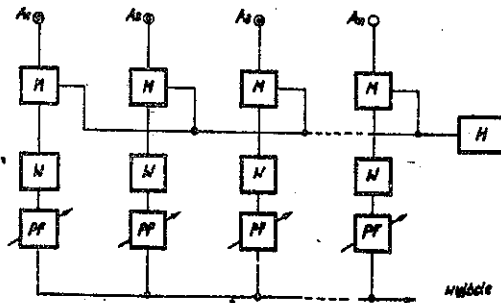 A₁ A₂ A₃ Aₙ
M M M M
H
W W W W
PF PF PF PF
Wyjście